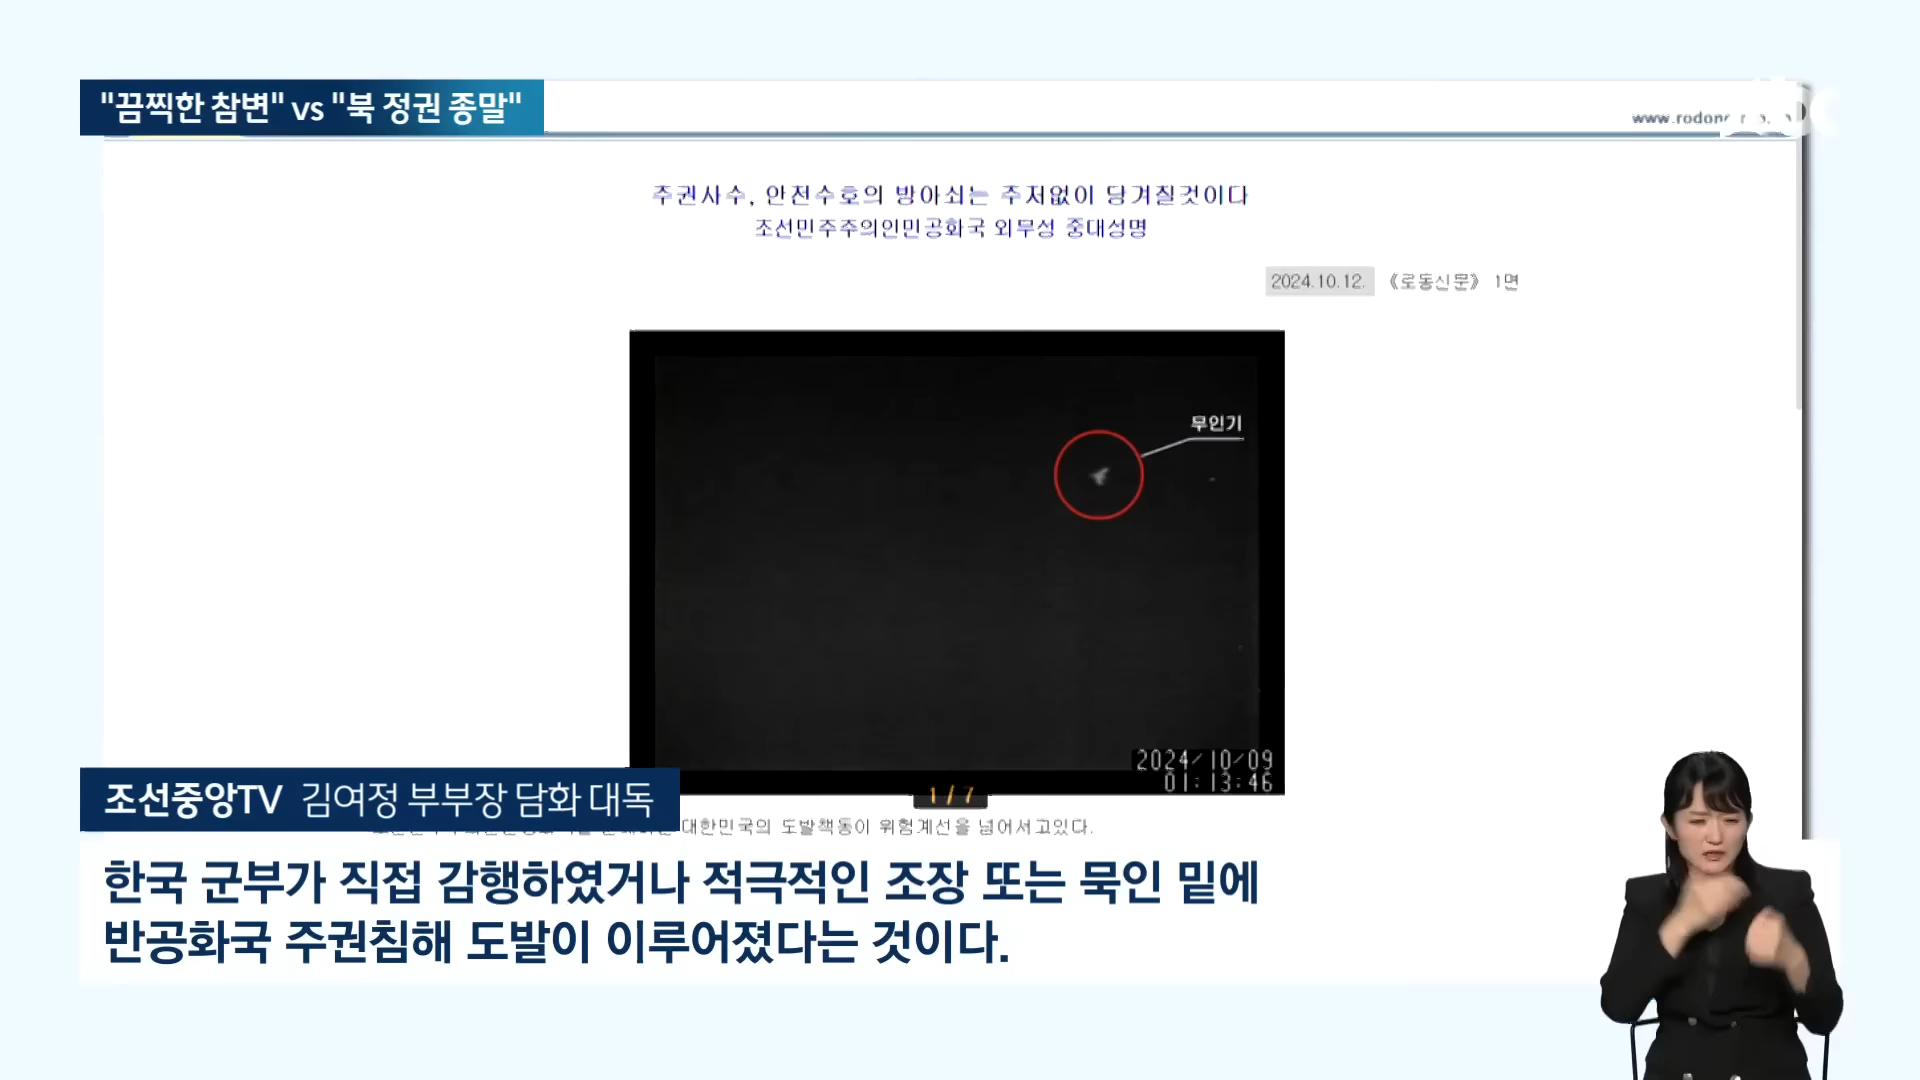 "끔찍한 참변" vs "북 정권 종말"
www.rodong
주권사수, 안전수호의 방아쇠는 주저없이 당겨질것이다
조선민주주의인민공화국 외무성 중대성명
2024.10.12. 《로동신문》 1면
무인기
2024/10/09
01:13:46
1/7
조선중앙TV 김여정 부부장 담화 대독
대한민국의 도발책동이 위험계선을 넘어서고있다.
한국 군부가 직접 감행하였거나 적극적인 조장 또는 묵인 밑에
반공화국 주권침해 도발이 이루어졌다는 것이다.